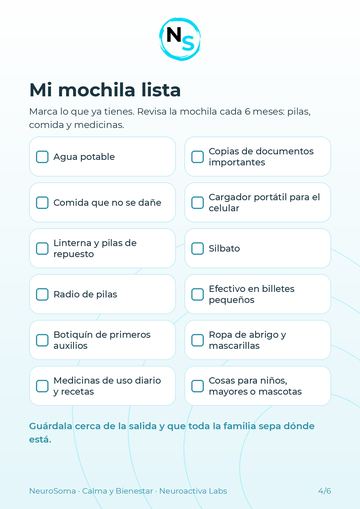 NS
Mi mochila lista
Marca lo que ya tienes. Revisa la mochila cada 6 meses: pilas,
comida y medicinas.
Agua potable
Copias de documentos
importantes
Comida que no se dañe
Cargador portátil para el
celular
Linterna y pilas de
repuesto
Silbato
Radio de pilas
Efectivo en billetes
pequeños
Botiquín de primeros
auxilios
Ropa de abrigo y
mascarillas
Medicinas de uso diario
y recetas
Cosas para niños,
mayores o mascotas
Guárdala cerca de la salida y que toda la familia sepa dónde
está.
NeuroSoma · Calma y Bienestar · Neuroactiva Labs
4/6